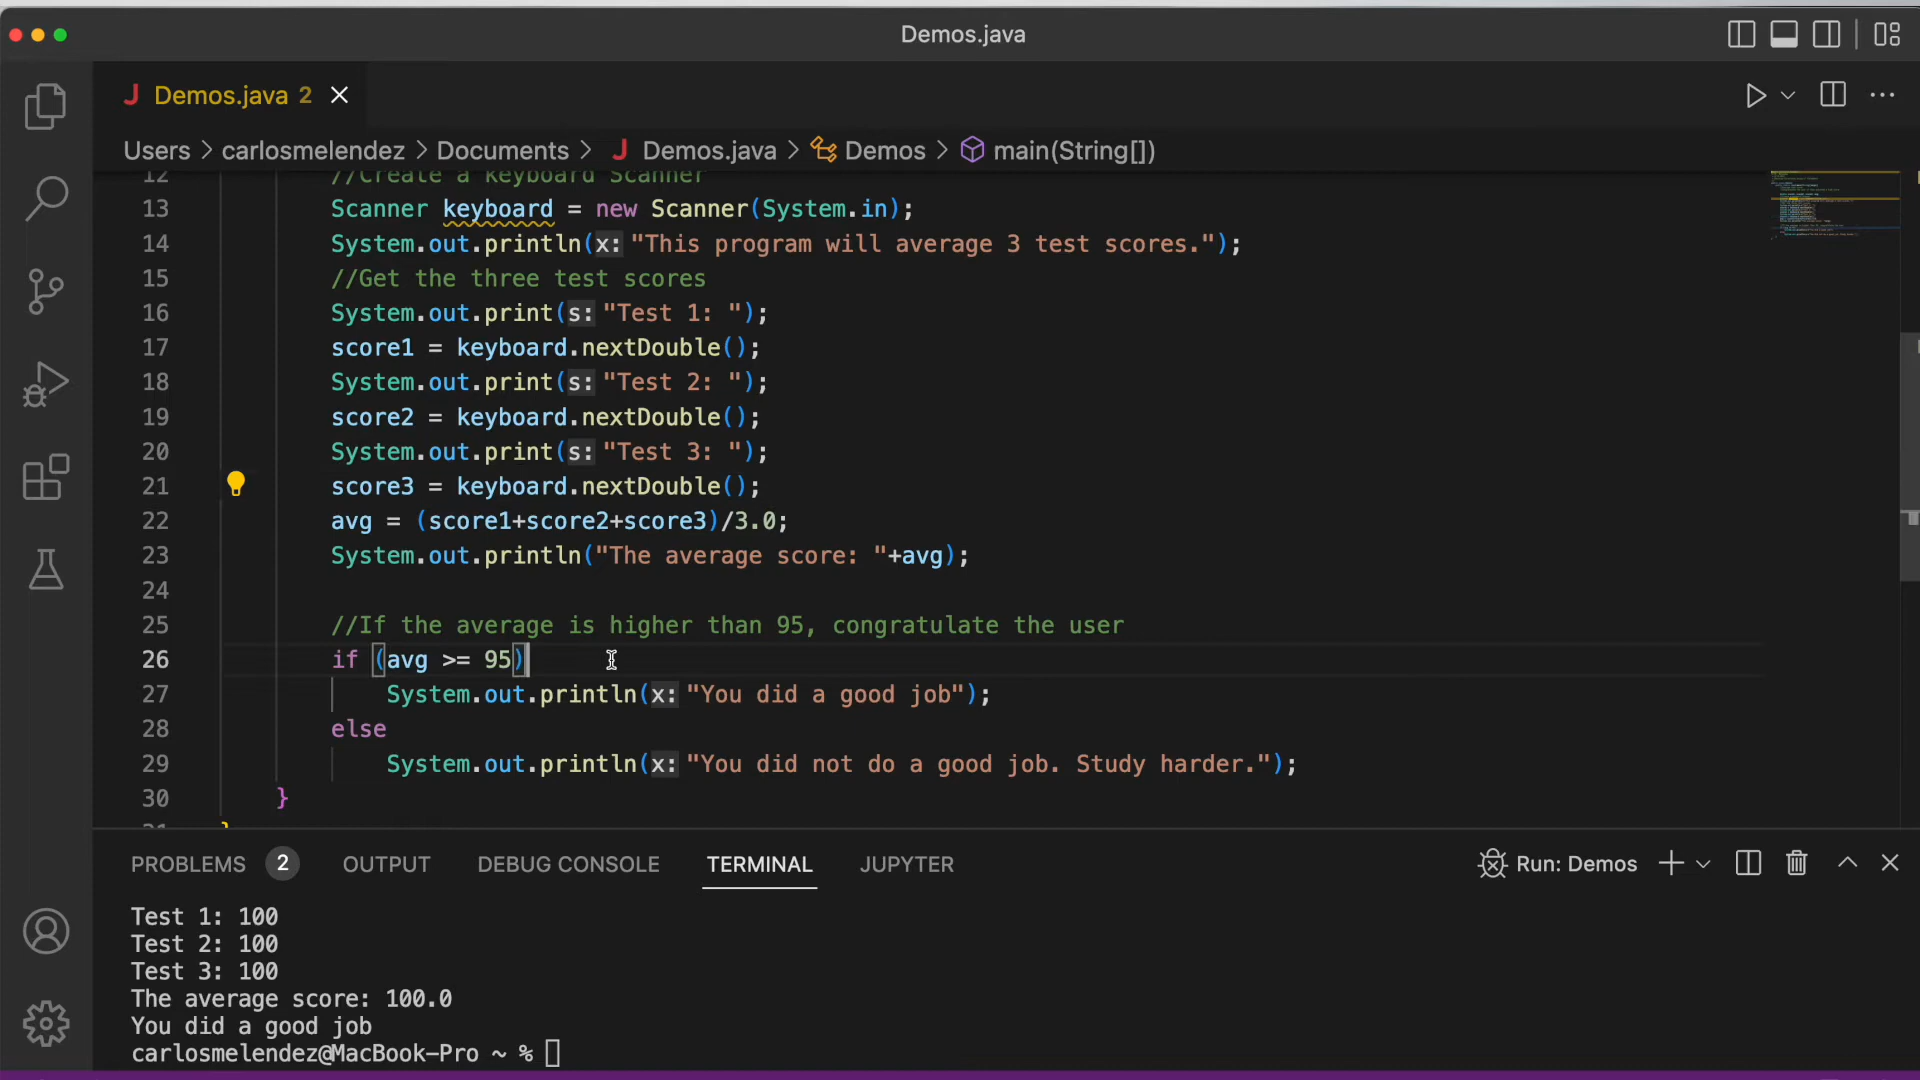 Demos.java
Demos.java 2
Users > carlosmelendez > Documents > Demos.java > Demos > main(String[])
12 //Create a keyboard Scanner
13 Scanner keyboard = new Scanner(System.in);
14 System.out.println(x: "This program will average 3 test scores.");
15 //Get the three test scores
16 System.out.print(s: "Test 1: ");
17 score1 = keyboard.nextDouble();
18 System.out.print(s: "Test 2: ");
19 score2 = keyboard.nextDouble();
20 System.out.print(s: "Test 3: ");
21 score3 = keyboard.nextDouble();
22 avg = (score1+score2+score3)/3.0;
23 System.out.println("The average score: "+avg);
24
25 //If the average is higher than 95, congratulate the user
26 if (avg >= 95)
27 System.out.println(x: "You did a good job");
28 else
29 System.out.println(x: "You did not do a good job. Study harder.");
30 }
31 }
PROBLEMS 2 OUTPUT DEBUG CONSOLE TERMINAL JUPYTER Run: Demos
Test 1: 100
Test 2: 100
Test 3: 100
The average score: 100.0
You did a good job
carlosmelendez@MacBook-Pro ~ %